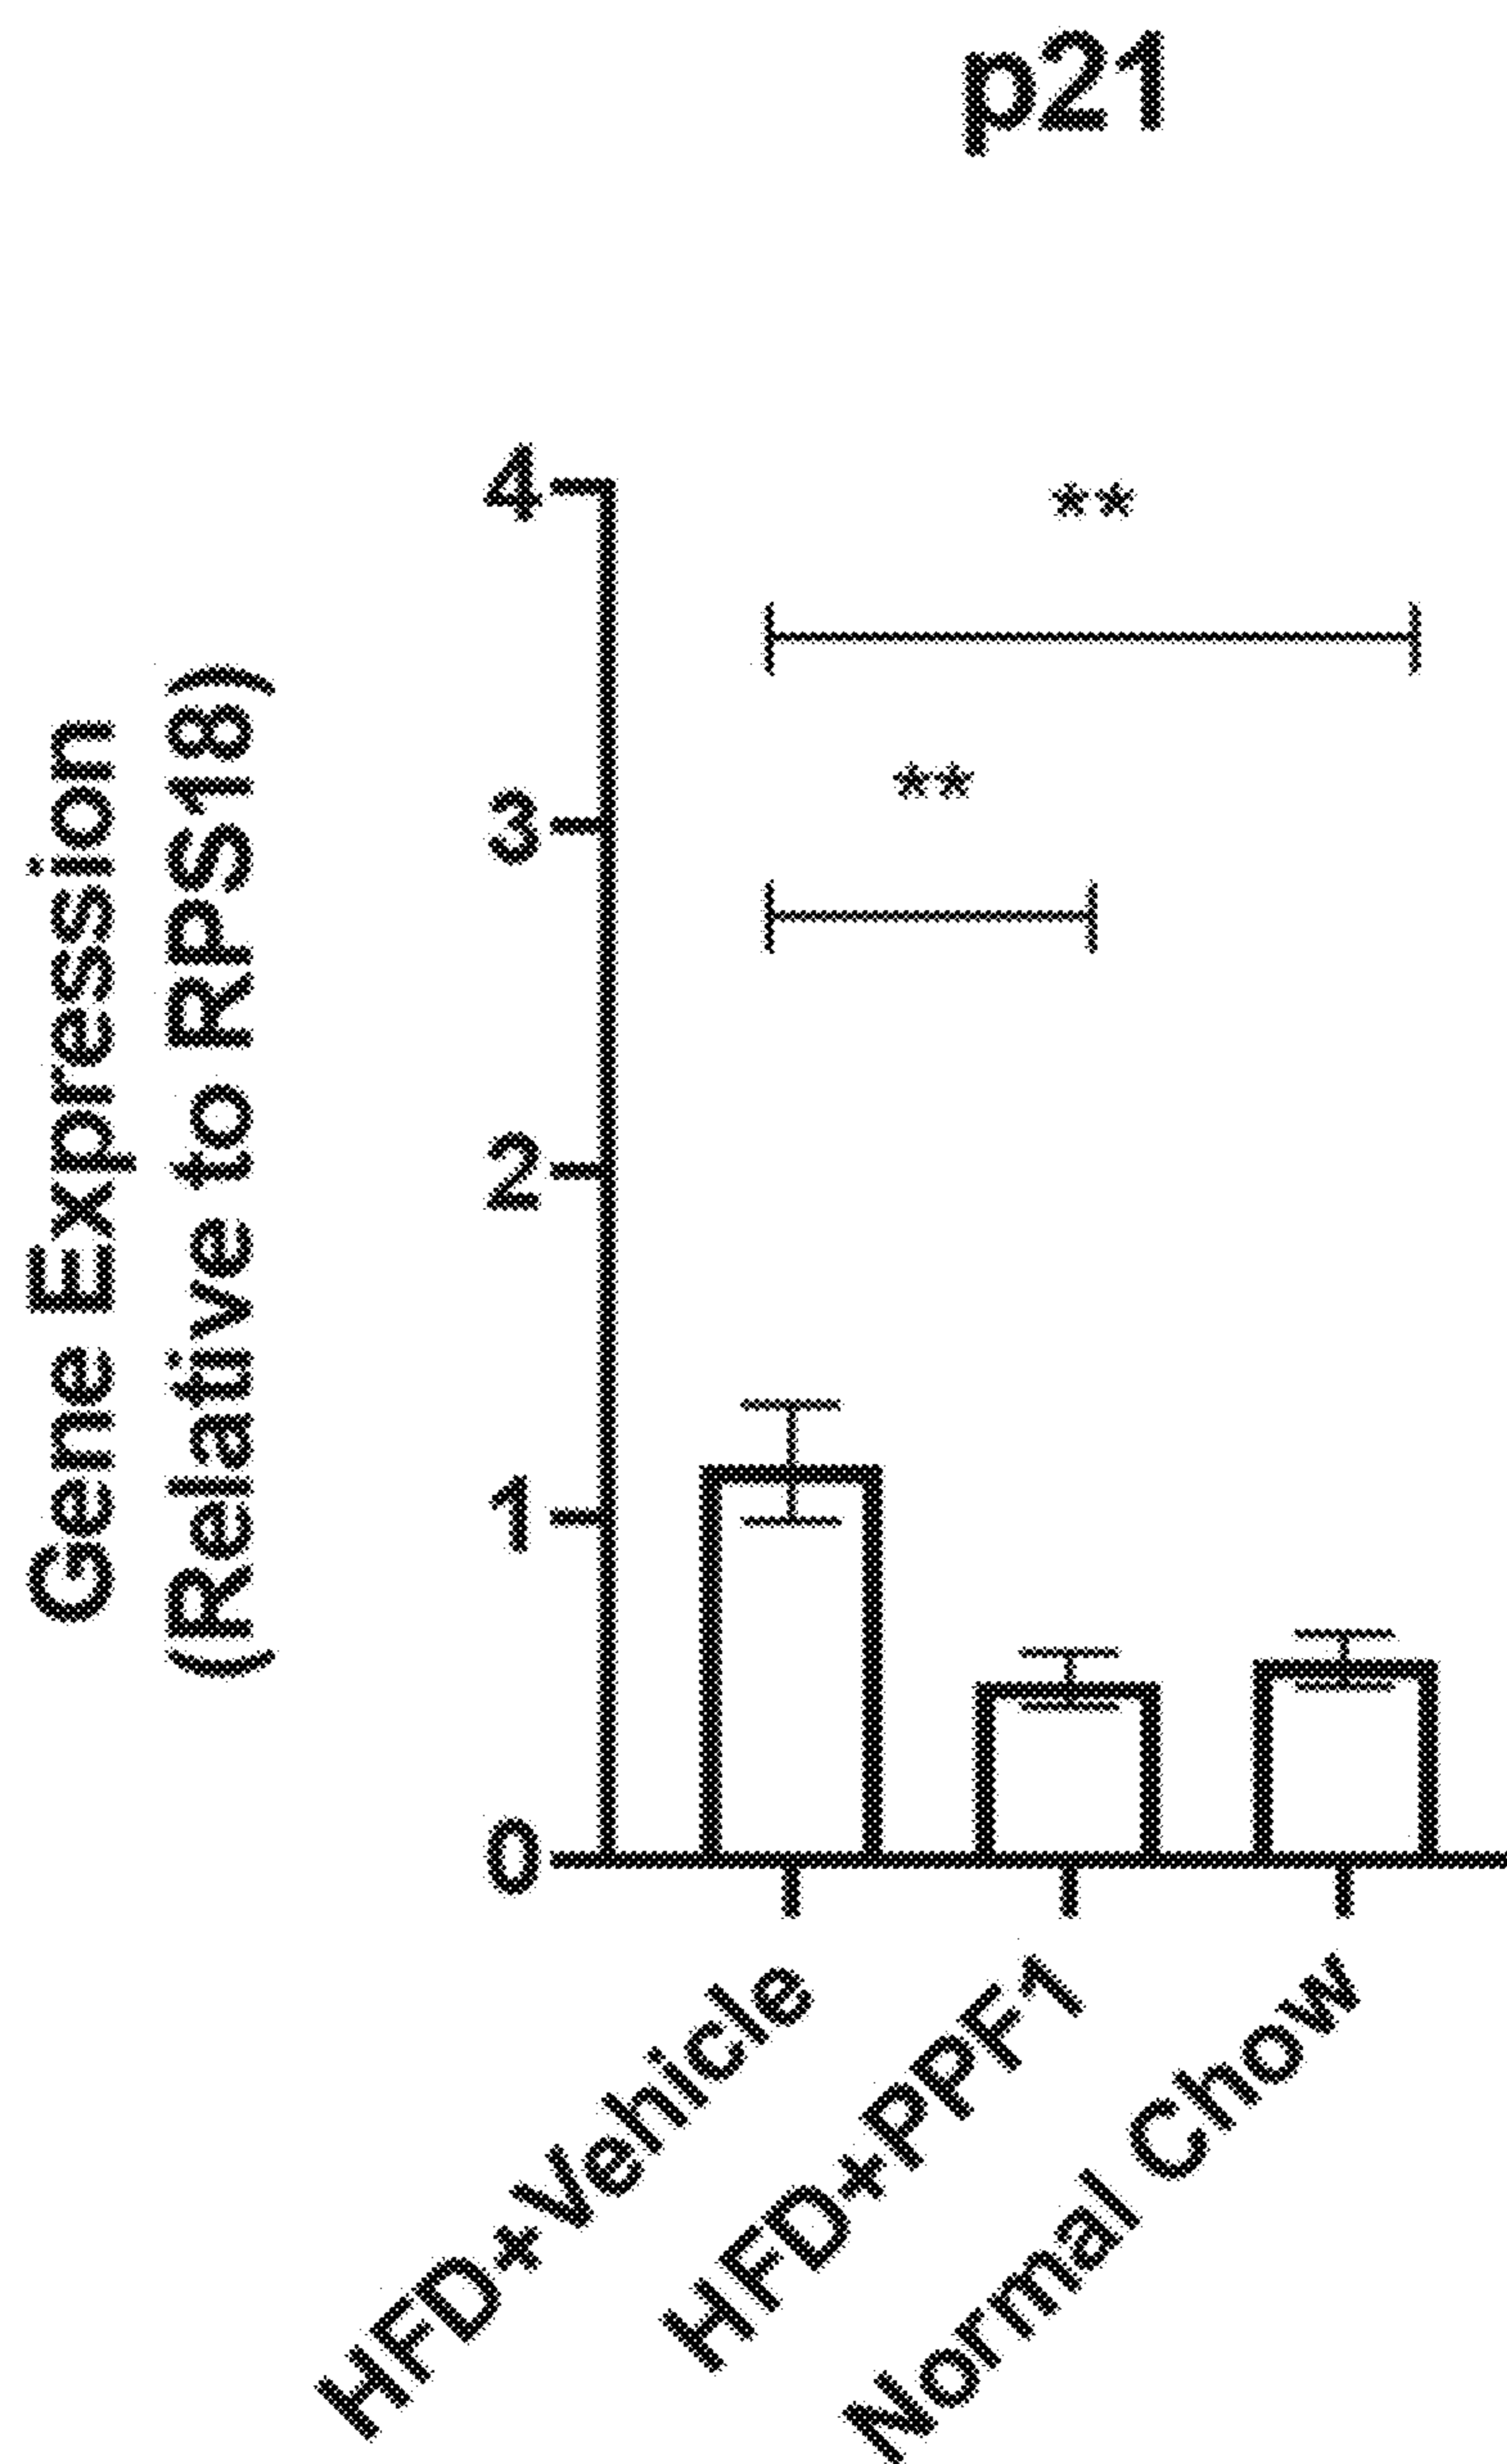 p21
Gene Expression
(Relative to RPS18)
4
**
3
**
2
1
0
HFD+Vehicle
HFD+PPF1
Normal Chow